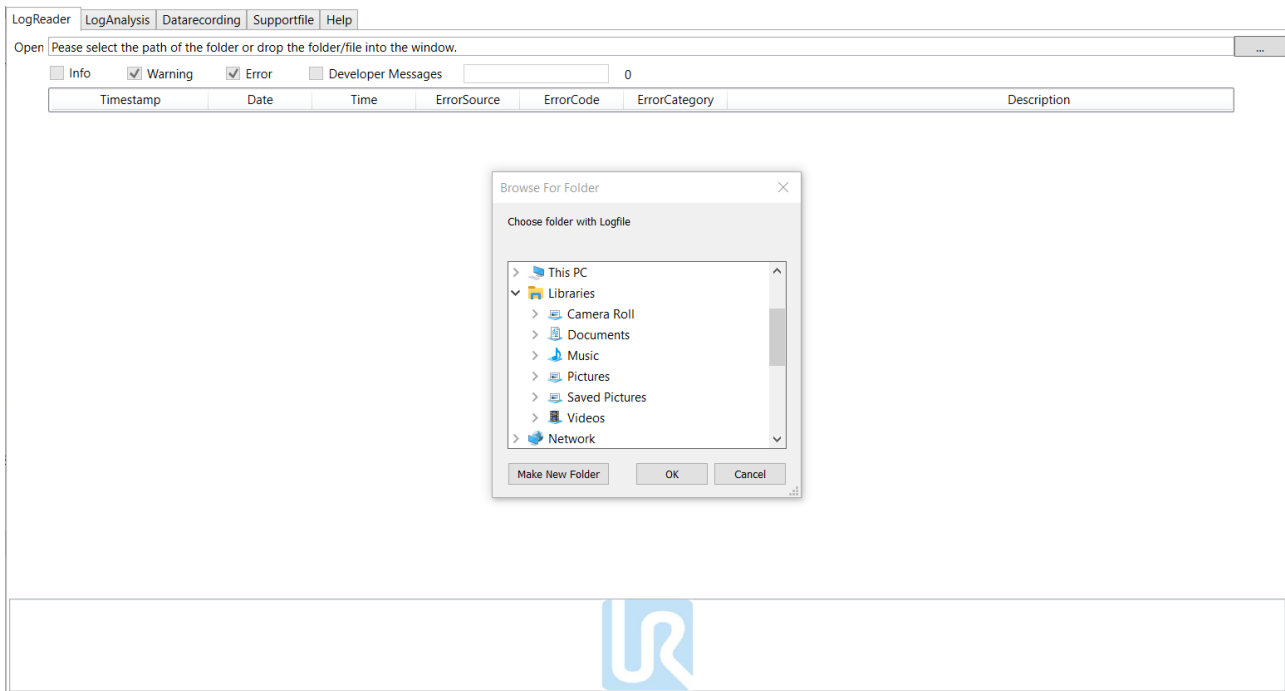 LogReader LogAnalysis Datarecording Supportfile Help
Open Pease select the path of the folder or drop the folder/file into the window. ...
Info Warning Error Developer Messages 0
Timestamp Date Time ErrorSource ErrorCode ErrorCategory Description
Browse For Folder
Choose folder with Logfile
This PC
Libraries
Camera Roll
Documents
Music
Pictures
Saved Pictures
Videos
Network
Make New Folder OK Cancel
UR